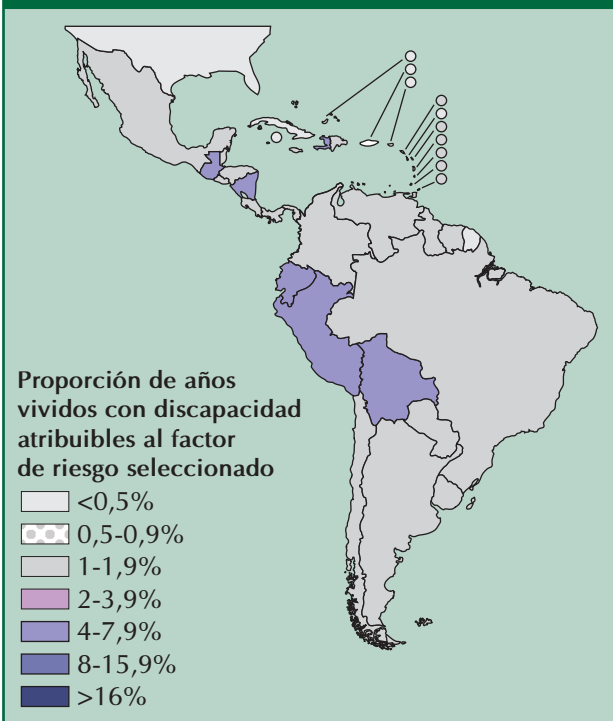 Proporción de años
vividos con discapacidad
atribuibles al factor
de riesgo seleccionado
<0,5%
0,5-0,9%
1-1,9%
2-3,9%
4-7,9%
8-15,9%
>16%